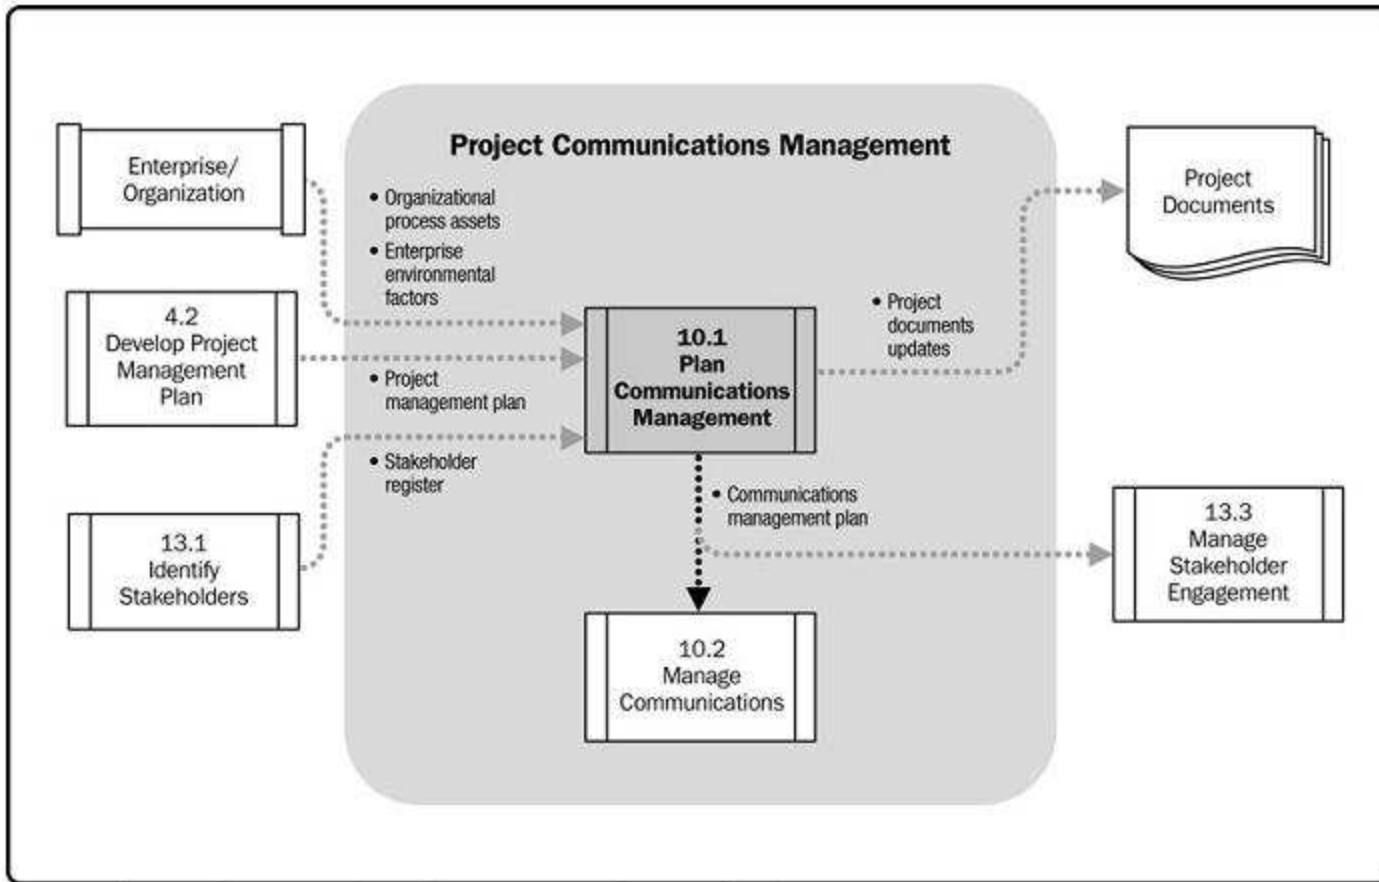 Project Communications Management
Enterprise/
Organization
• Organizational
process assets
• Enterprise
environmental
factors
4.2
Develop Project
Management
Plan
• Project
management plan
13.1
Identify
Stakeholders
• Stakeholder
register
10.1
Plan
Communications
Management
• Project
documents
updates
Project
Documents
• Communications
management plan
10.2
Manage
Communications
13.3
Manage
Stakeholder
Engagement